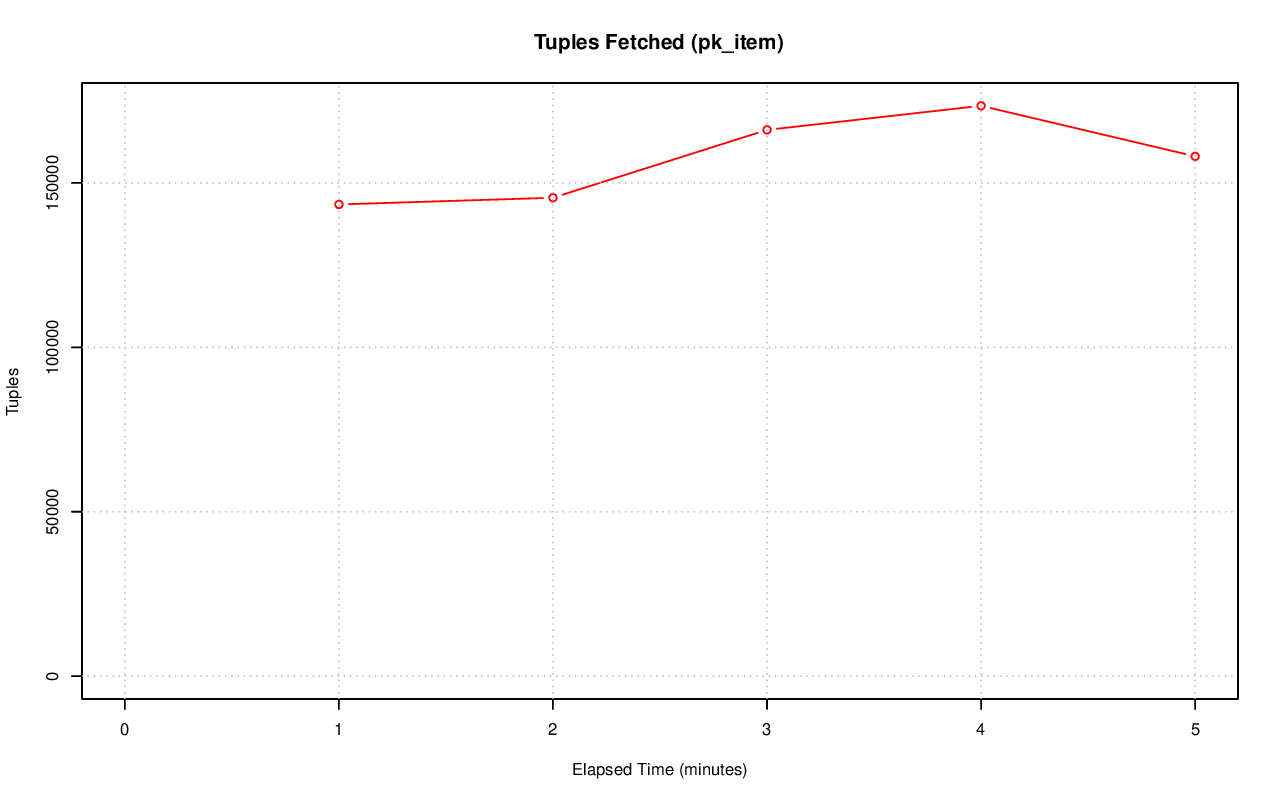 Tuples Fetched (pk_item)
Tuples
150000
100000
50000
0
0 1 2 3 4 5
Elapsed Time (minutes)